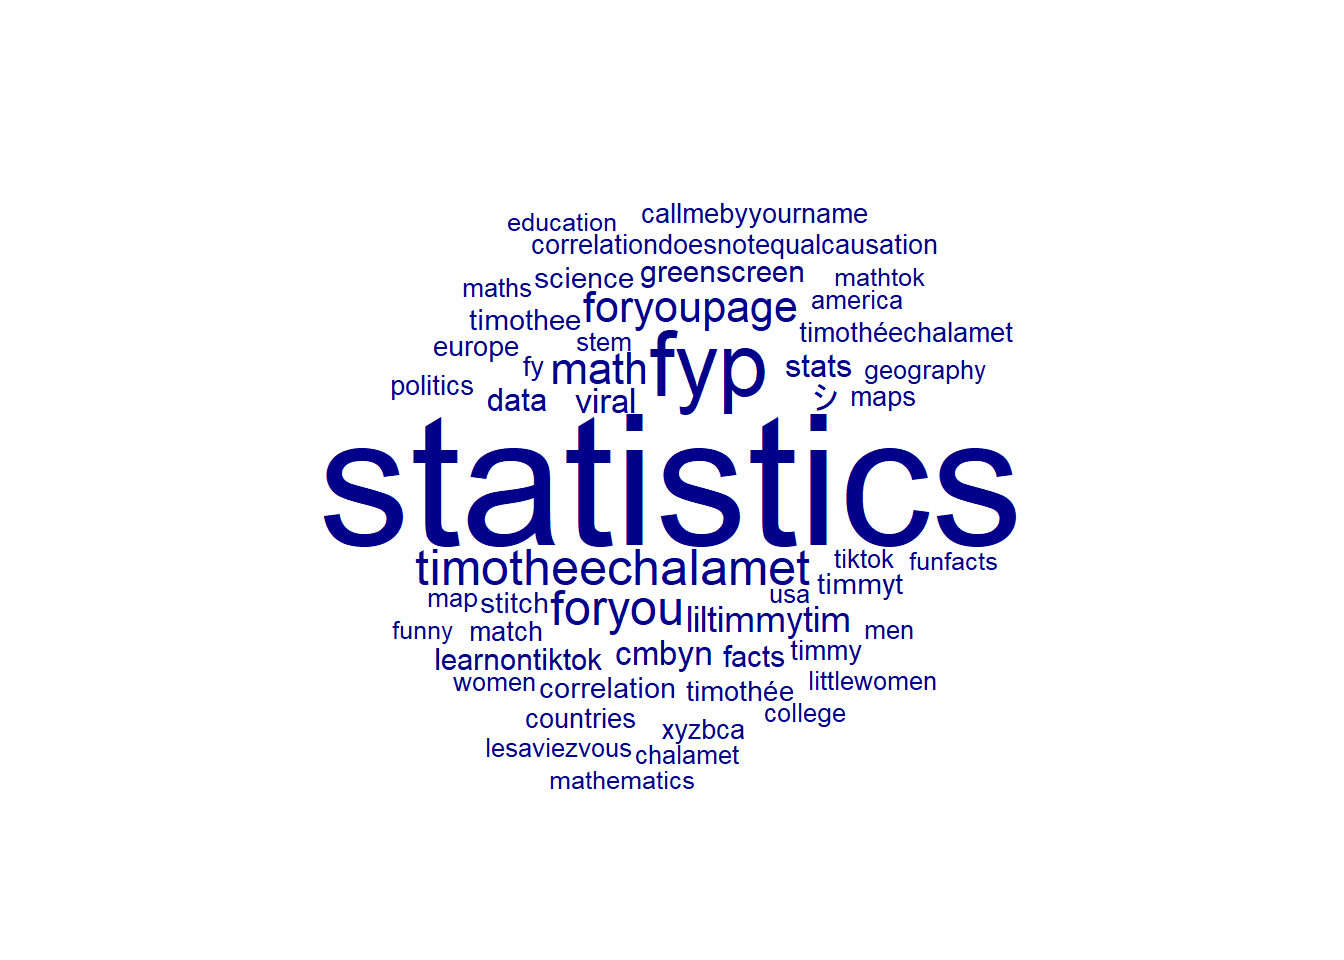 callmebyyourname
education
correlationdoesnotequalcausation
science greenscreen mathtok
maths foryoupage america
timothee timothéechalamet
europe stem fyp
fy math stats geography
politics data viral シ maps
statistics
timotheechalamet tiktok funfacts
map stitch foryou usa timmyt
funny match liltimmytim men
learnontiktok cmbyn facts timmy
women correlation timothée littlewomen
countries xyzbca college
lesaviezvous chalamet
mathematics